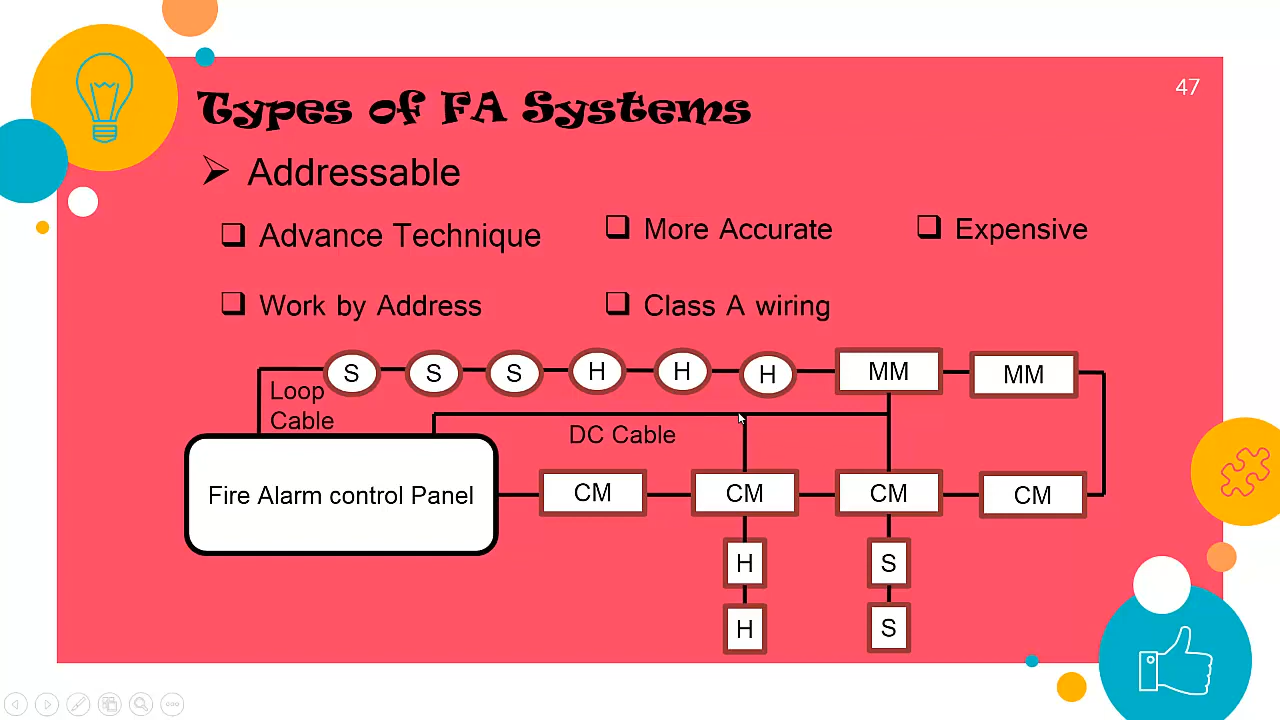 47
Types of FA Systems
Addressable
Advance Technique
More Accurate
Expensive
Work by Address
Class A wiring
S S S H H H MM MM
Loop
Cable
DC Cable
Fire Alarm control Panel
CM CM CM CM
H S
H S